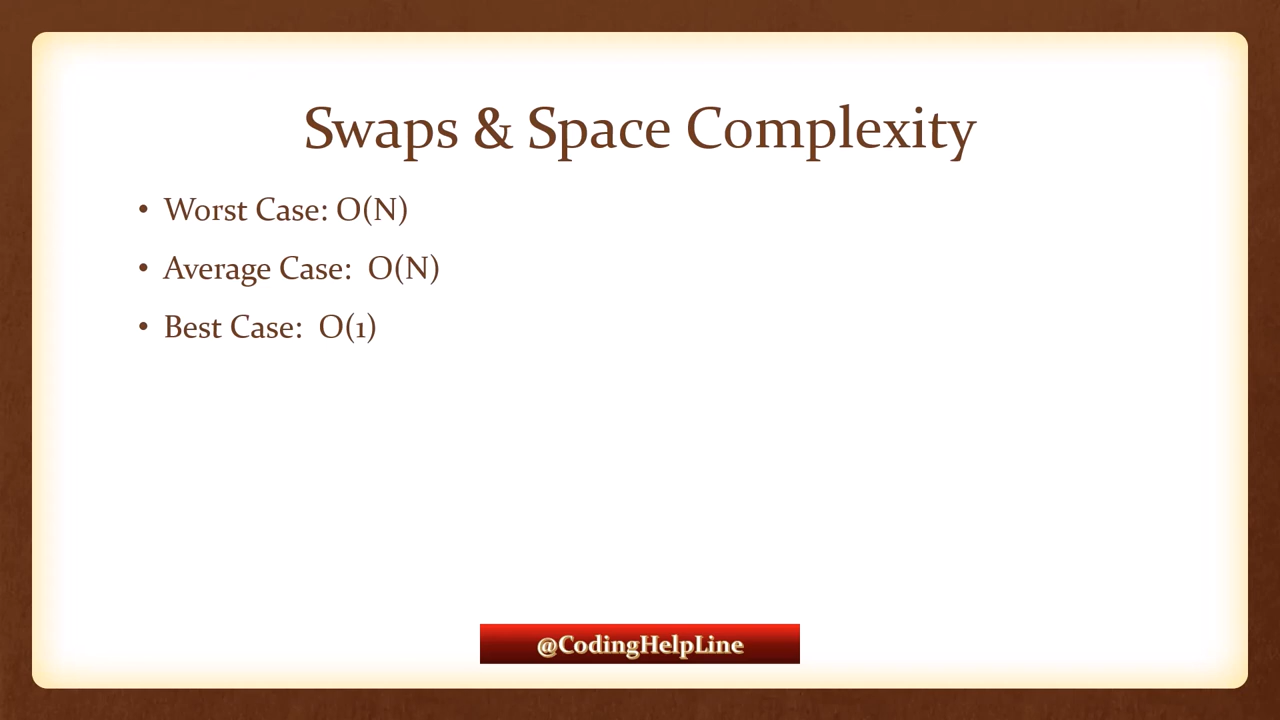 Swaps & Space Complexity
• Worst Case: O(N)
• Average Case:  O(N)
• Best Case:  O(1)
@CodingHelpLine